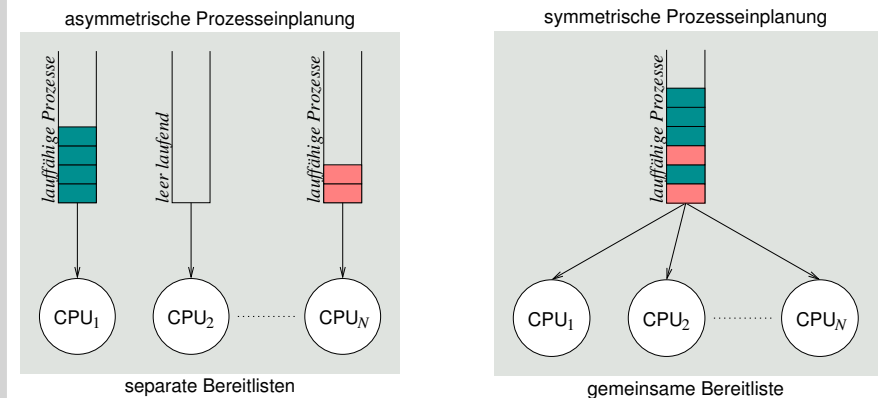 asymmetrische Prozesseinplanung
lauffähige Prozesse
leer laufend
lauffähige Prozesse
CPU1
CPU2
CPUN
separate Bereitlisten
symmetrische Prozesseinplanung
lauffähige Prozesse
CPU1
CPU2
CPUN
gemeinsame Bereitliste